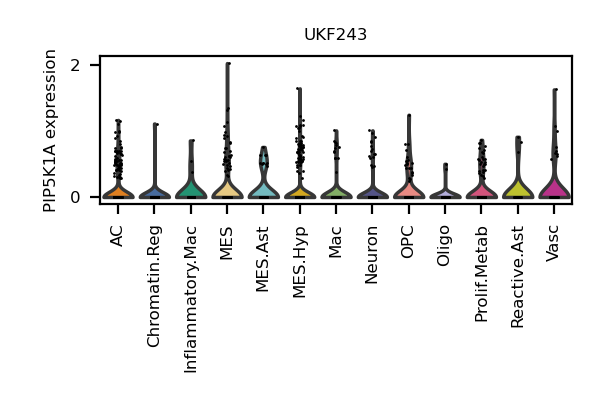 UKF243
PIP5K1A expression
2
0
AC
Chromatin.Reg
Inflammatory.Mac
MES
MES.Ast
MES.Hyp
Mac
Neuron
OPC
Oligo
Prolif.Metab
Reactive.Ast
Vasc